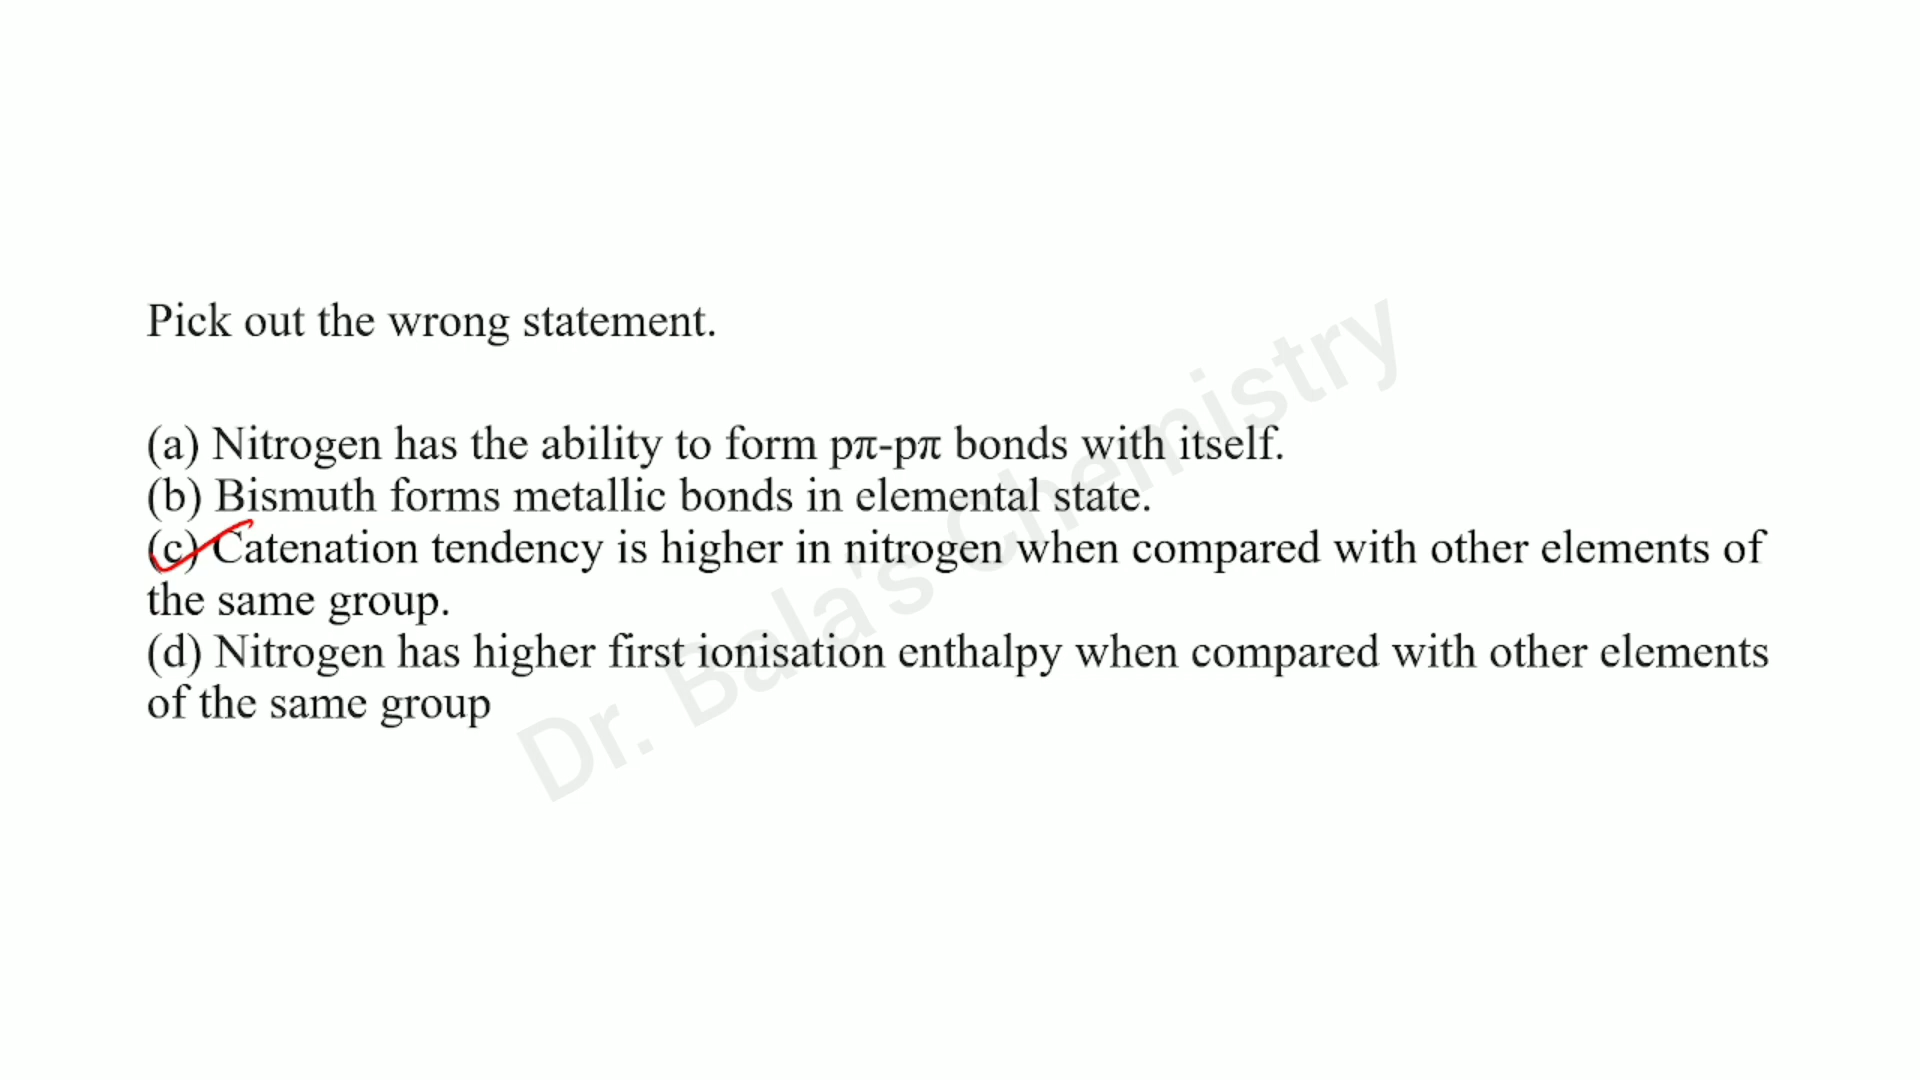 Pick out the wrong statement.
(a) Nitrogen has the ability to form pπ-pπ bonds with itself.
(b) Bismuth forms metallic bonds in elemental state.
(c) Catenation tendency is higher in nitrogen when compared with other elements of
the same group.
(d) Nitrogen has higher first ionisation enthalpy when compared with other elements
of the same group
Dr. Bala's Chemistry